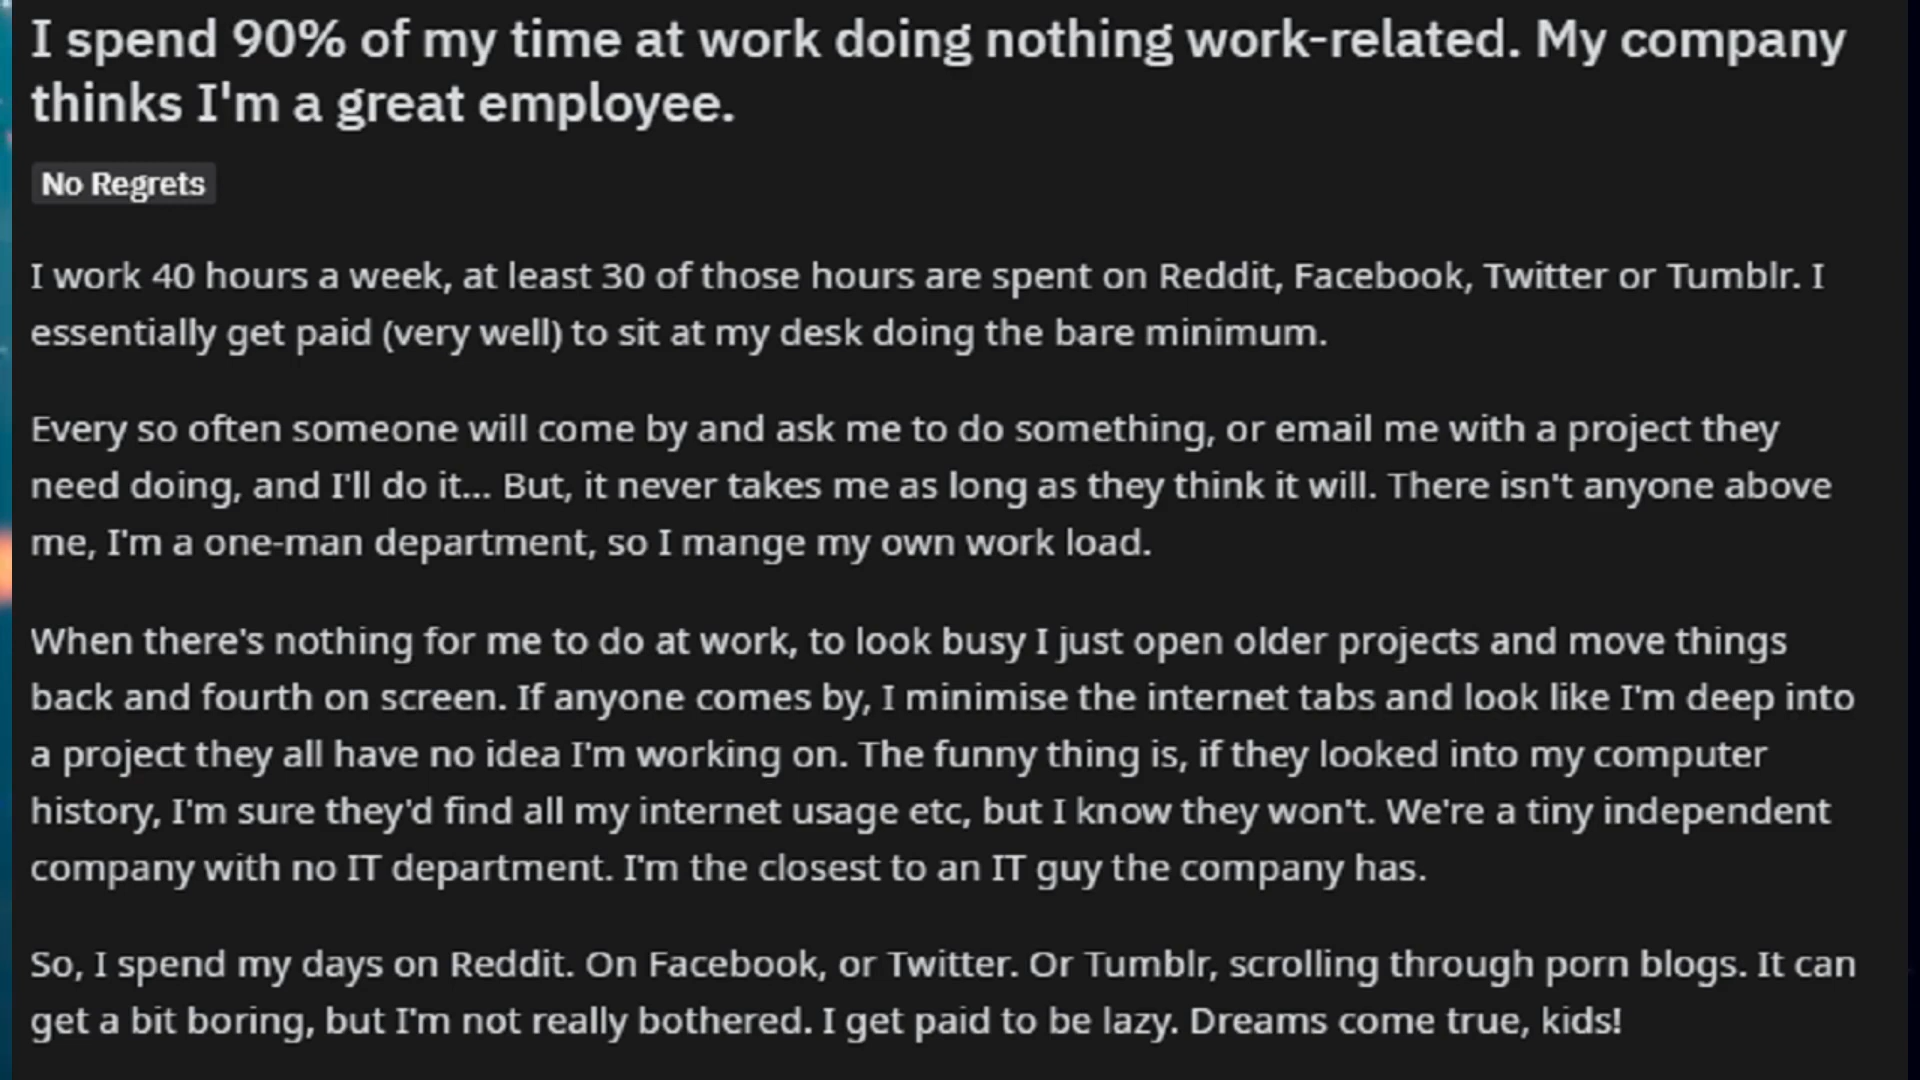 I spend 90% of my time at work doing nothing work-related. My company
thinks I'm a great employee.
No Regrets
I work 40 hours a week, at least 30 of those hours are spent on Reddit, Facebook, Twitter or Tumblr. I
essentially get paid (very well) to sit at my desk doing the bare minimum.
Every so often someone will come by and ask me to do something, or email me with a project they
need doing, and I'll do it... But, it never takes me as long as they think it will. There isn't anyone above
me, I'm a one-man department, so I mange my own work load.
When there's nothing for me to do at work, to look busy I just open older projects and move things
back and fourth on screen. If anyone comes by, I minimise the internet tabs and look like I'm deep into
a project they all have no idea I'm working on. The funny thing is, if they looked into my computer
history, I'm sure they'd find all my internet usage etc, but I know they won't. We're a tiny independent
company with no IT department. I'm the closest to an IT guy the company has.
So, I spend my days on Reddit. On Facebook, or Twitter. Or Tumblr, scrolling through porn blogs. It can
get a bit boring, but I'm not really bothered. I get paid to be lazy. Dreams come true, kids!